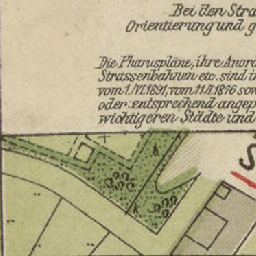 Bei den Stra
Orientierung und g
Die Pharuspläne, ihre Anord
Strassenbahnen etc. sind i
vom 1./VI. 1891, vom 11./I. 1876 sow
oder entsprechend angep
wichtigeren Städte und
S